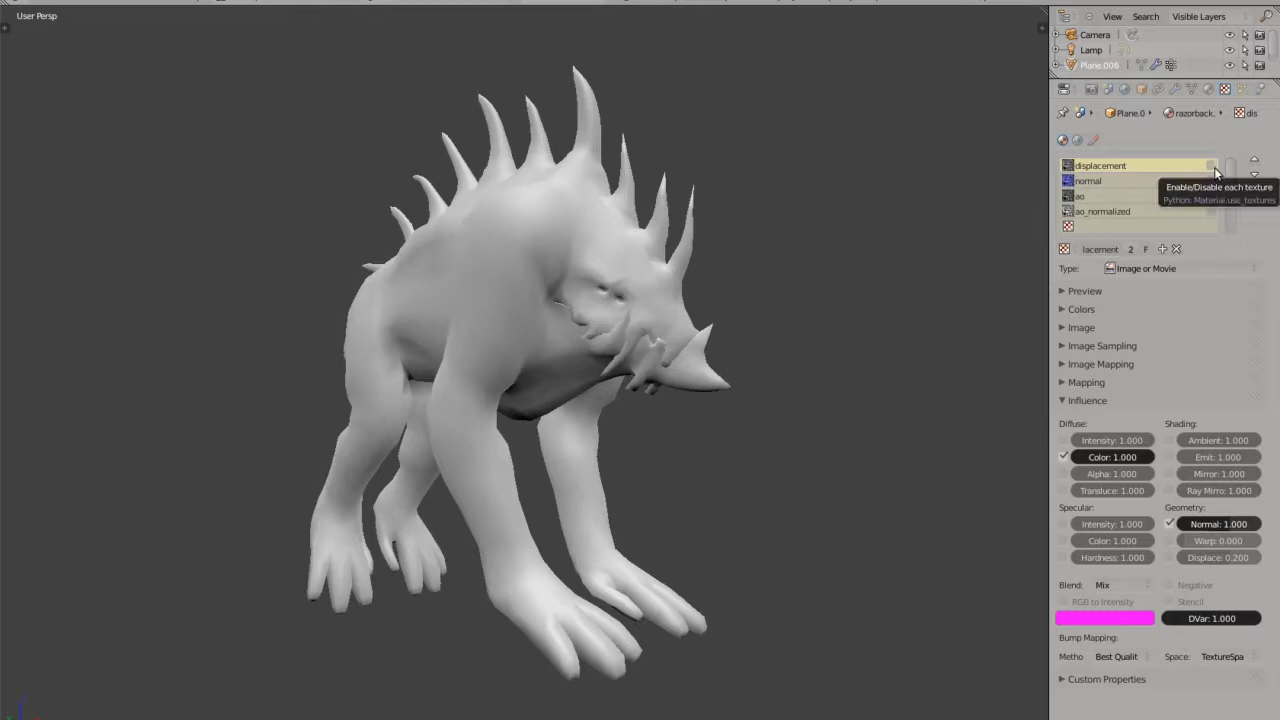 User Persp
View Search Visible Layers
Camera
Lamp
Plane.006
Plane.0 razorback. dis
displacement
normal
ao
ao_normalized
Enable/Disable each texture
Python: Material.use_textures
lacement 2 F
Type: Image or Movie
Preview
Colors
Image
Image Sampling
Image Mapping
Mapping
Influence
Diffuse: Shading:
Intensity: 1.000 Ambient: 1.000
Color: 1.000 Emit: 1.000
Alpha: 1.000 Mirror: 1.000
Transluce: 1.000 Ray Mirro: 1.000
Specular: Geometry:
Intensity: 1.000 Normal: 1.000
Color: 1.000 Warp: 0.000
Hardness: 1.000 Displace: 0.200
Blend: Mix Negative
RGB to Intensity Stencil
DVar: 1.000
Bump Mapping:
Metho Best Qualit Space: TextureSpa
Custom Properties